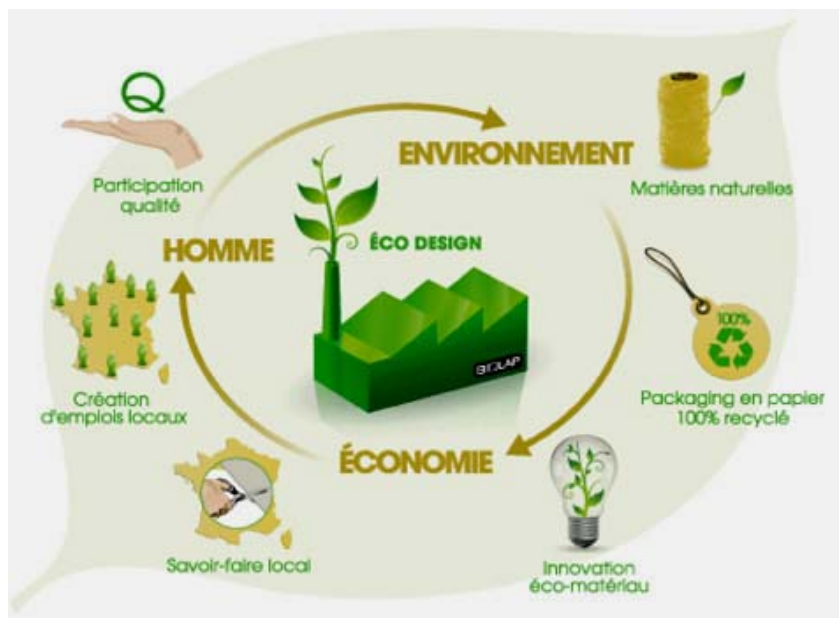 Q
Participation
qualité
ENVIRONNEMENT
Matières naturelles
HOMME
ÉCO DESIGN
100%
Création
d'emplois locaux
BIOLAP
Packaging en papier
100% recyclé
ÉCONOMIE
Savoir-faire local
Innovation
éco-matériau